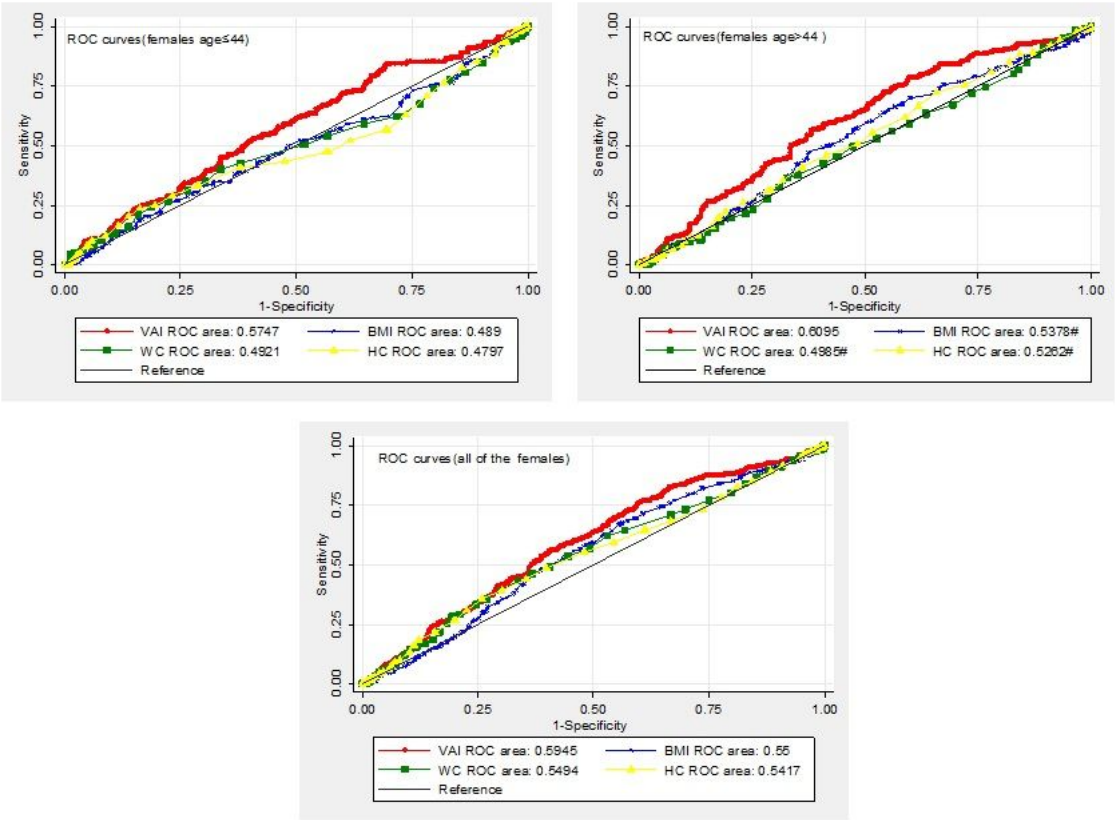 ROC curves(females age≤44)
Sensitivity
1.00
0.75
0.50
0.25
0.00
0.00 0.25 0.50 0.75 1.00
1-Specificity
VAI ROC area: 0.5747 BMI ROC area: 0.489
WC ROC area: 0.4921 HC ROC area: 0.4797
Reference
ROC curves(females age>44 )
Sensitivity
1.00
0.75
0.50
0.25
0.00
0.00 0.25 0.50 0.75 1.00
1-Specificity
VAI ROC area: 0.6095 BMI ROC area: 0.5378#
WC ROC area: 0.4985# HC ROC area: 0.5262#
Reference
ROC curves(all of the females)
Sensitivity
1.00
0.75
0.50
0.25
0.00
0.00 0.25 0.50 0.75 1.00
1-Specificity
VAI ROC area: 0.5945 BMI ROC area: 0.55
WC ROC area: 0.5494 HC ROC area: 0.5417
Reference